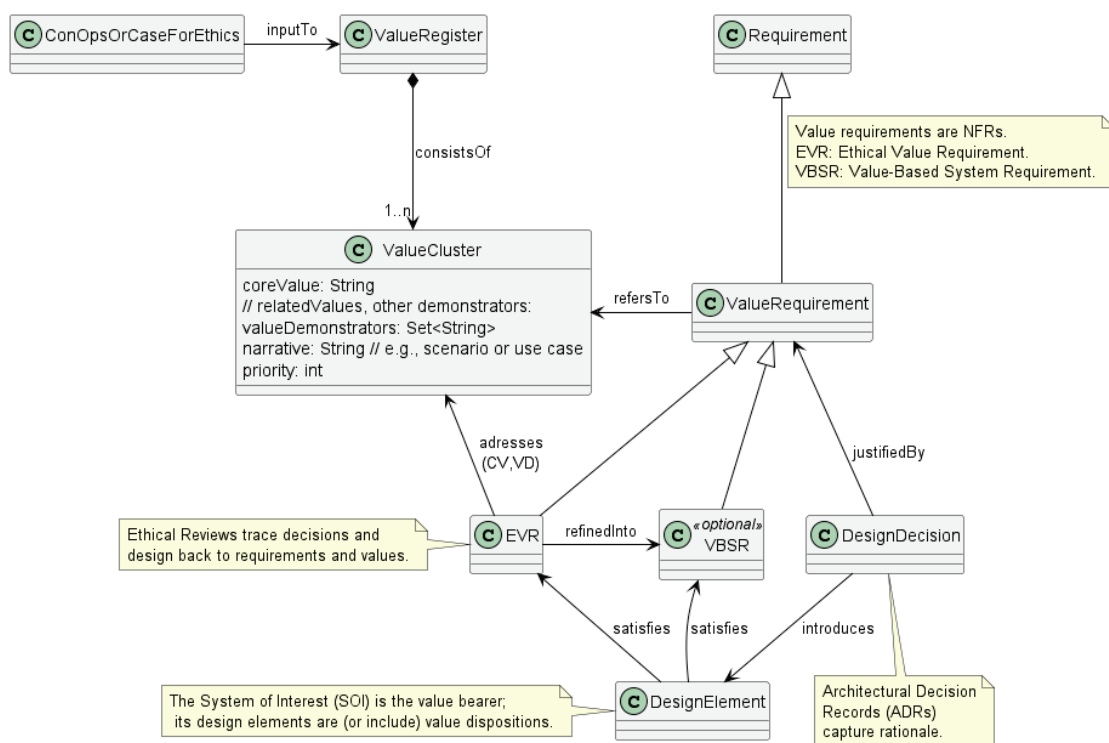 C ConOpsOrCaseForEthics
inputTo
C ValueRegister
C Requirement
Value requirements are NFRs.
EVR: Ethical Value Requirement.
VBSR: Value-Based System Requirement.
consistsOf
1..n
C ValueCluster
coreValue: String
// relatedValues, other demonstrators:
valueDemonstrators: Set<String>
narrative: String // e.g., scenario or use case
priority: int
refersTo
C ValueRequirement
adresses
(CV,VD)
justifiedBy
Ethical Reviews trace decisions and
design back to requirements and values.
C EVR
refinedInto
C «optional»
VBSR
C DesignDecision
satisfies
satisfies
introduces
The System of Interest (SOI) is the value bearer;
its design elements are (or include) value dispositions.
C DesignElement
Architectural Decision
Records (ADRs)
capture rationale.